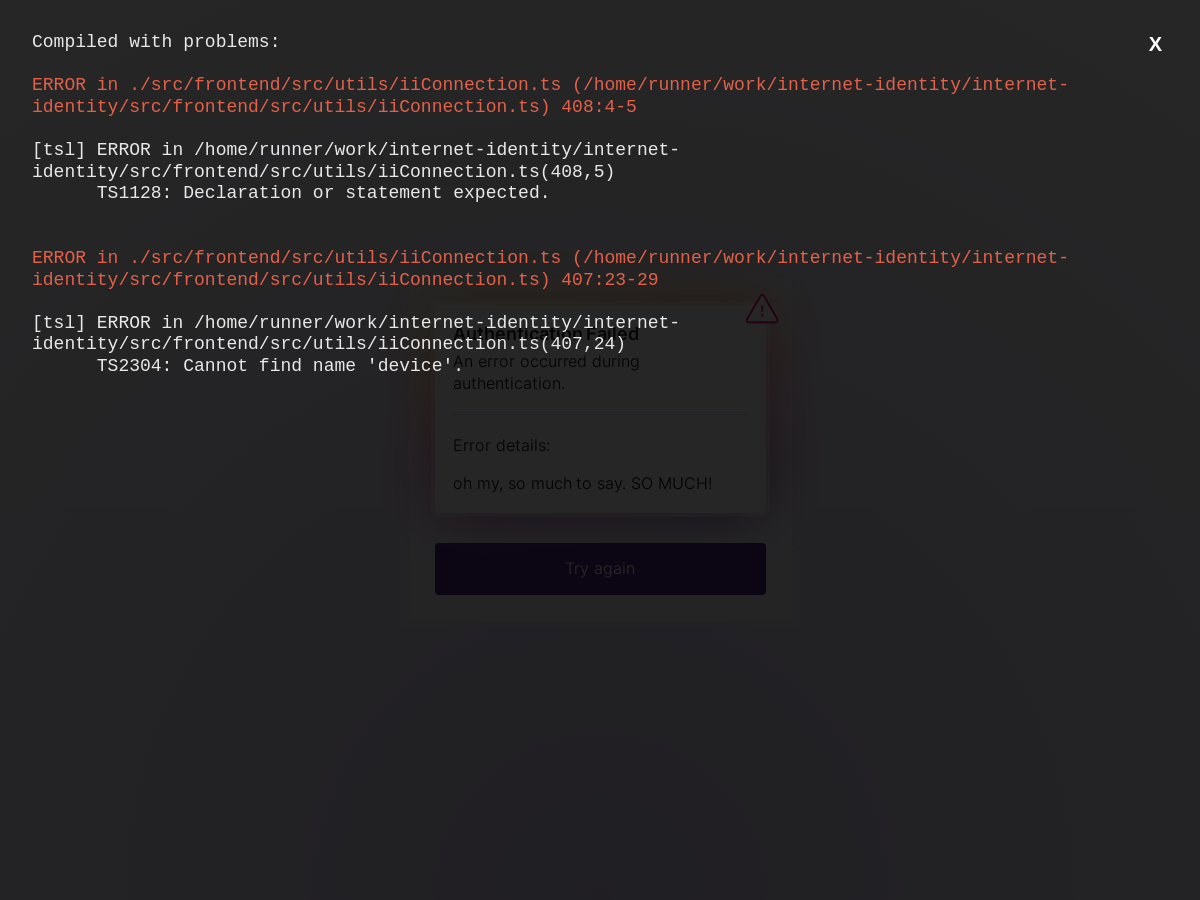 Compiled with problems:
X
ERROR in ./src/frontend/src/utils/iiConnection.ts (/home/runner/work/internet-identity/internet-
identity/src/frontend/src/utils/iiConnection.ts) 408:4-5
[tsl] ERROR in /home/runner/work/internet-identity/internet-
identity/src/frontend/src/utils/iiConnection.ts(408,5)
TS1128: Declaration or statement expected.
ERROR in ./src/frontend/src/utils/iiConnection.ts (/home/runner/work/internet-identity/internet-
identity/src/frontend/src/utils/iiConnection.ts) 407:23-29
[tsl] ERROR in /home/runner/work/internet-identity/internet-
identity/src/frontend/src/utils/iiConnection.ts(407,24)
TS2304: Cannot find name 'device'.
Authentication Failed
An error occurred during
authentication.
Error details:
oh my, so much to say. SO MUCH!
Try again